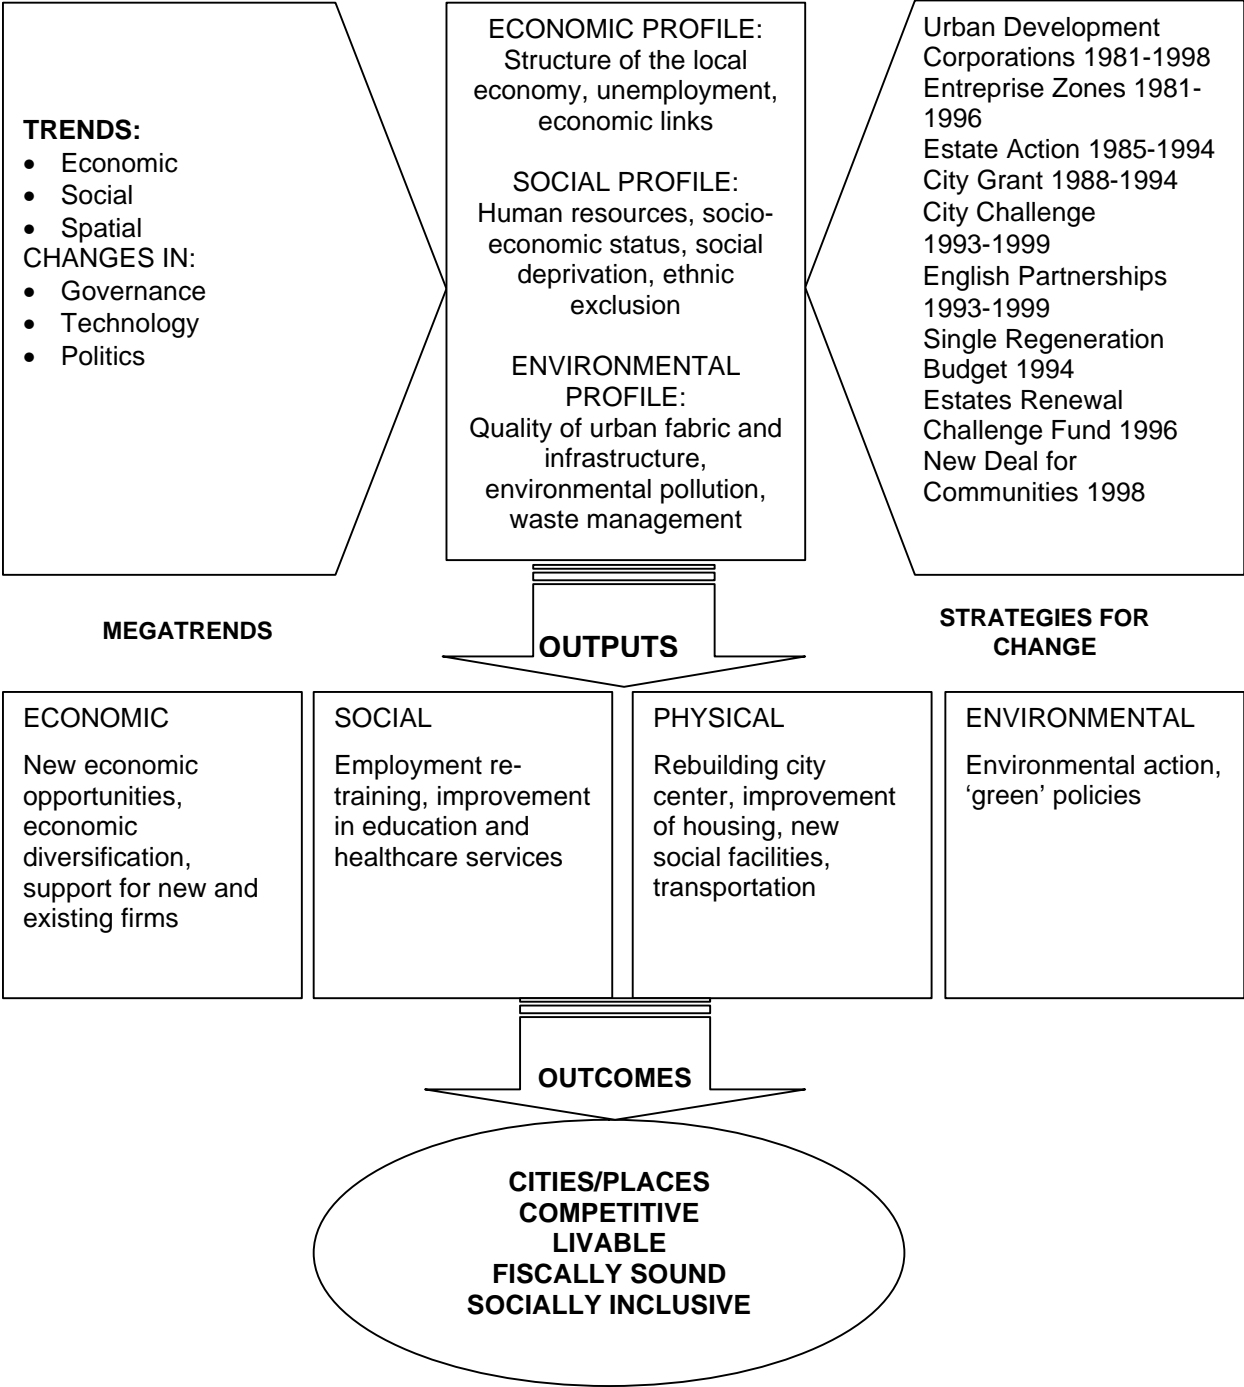 TRENDS:
• Economic
• Social
• Spatial
CHANGES IN:
• Governance
• Technology
• Politics
ECONOMIC PROFILE:
Structure of the local
economy, unemployment,
economic links
SOCIAL PROFILE:
Human resources, socio-
economic status, social
deprivation, ethnic
exclusion
ENVIRONMENTAL
PROFILE:
Quality of urban fabric and
infrastructure,
environmental pollution,
waste management
Urban Development
Corporations 1981-1998
Entreprise Zones 1981-
1996
Estate Action 1985-1994
City Grant 1988-1994
City Challenge
1993-1999
English Partnerships
1993-1999
Single Regeneration
Budget 1994
Estates Renewal
Challenge Fund 1996
New Deal for
Communities 1998
MEGATRENDS
OUTPUTS
STRATEGIES FOR
CHANGE
ECONOMIC
New economic
opportunities,
economic
diversification,
support for new and
existing firms
SOCIAL
Employment re-
training, improvement
in education and
healthcare services
PHYSICAL
Rebuilding city
center, improvement
of housing, new
social facilities,
transportation
ENVIRONMENTAL
Environmental action,
‘green’ policies
OUTCOMES
CITIES/PLACES
COMPETITIVE
LIVABLE
FISCALLY SOUND
SOCIALLY INCLUSIVE